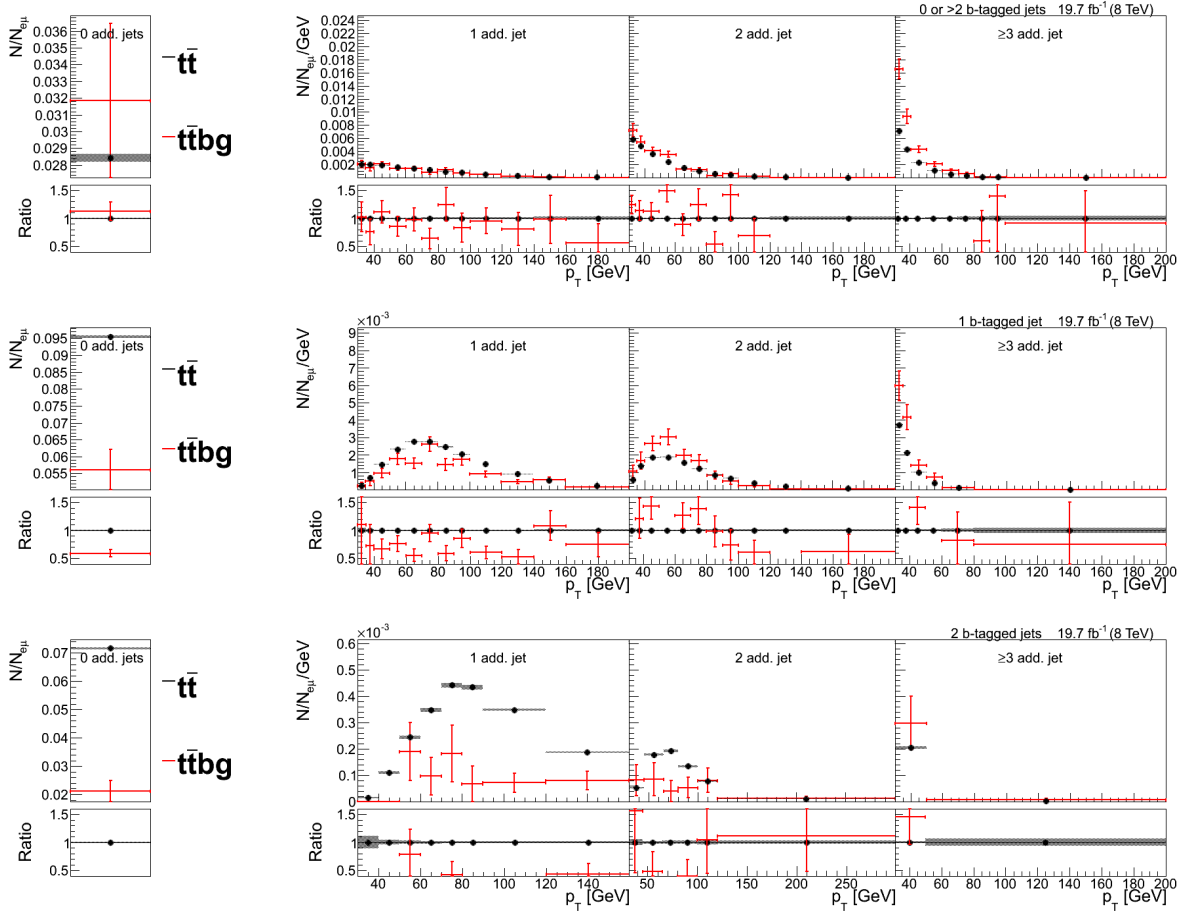 0 or >2 b-tagged jets 19.7 fb⁻¹ (8 TeV)
N/N_eμ
0.036
0.035
0.034
0.033
0.032
0.031
0.03
0.029
0.028
0 add. jets
tt̄
tt̄bg
Ratio
1.5
1
0.5
N/N_eμ/GeV
0.024
0.022
0.02
0.018
0.016
0.014
0.012
0.01
0.008
0.006
0.004
0.002
1 add. jet
2 add. jet
≥3 add. jet
Ratio
1.5
1
0.5
40 60 80 100 120 140 160 180
40 60 80 100 120 140 160 180
40 60 80 100 120 140 160 180 200
p_T [GeV]
p_T [GeV]
p_T [GeV]
1 b-tagged jet 19.7 fb⁻¹ (8 TeV)
N/N_eμ
0.095
0.09
0.085
0.08
0.075
0.07
0.065
0.06
0.055
0 add. jets
tt̄
tt̄bg
Ratio
1.5
1
0.5
×10⁻³
N/N_eμ/GeV
9
8
7
6
5
4
3
2
1
1 add. jet
2 add. jet
≥3 add. jet
Ratio
1.5
1
0.5
40 60 80 100 120 140 160 180
40 60 80 100 120 140 160 180
40 60 80 100 120 140 160 180 200
p_T [GeV]
p_T [GeV]
p_T [GeV]
2 b-tagged jets 19.7 fb⁻¹ (8 TeV)
N/N_eμ
0.07
0.06
0.05
0.04
0.03
0.02
0 add. jets
tt̄
tt̄bg
Ratio
1.5
1
0.5
×10⁻³
N/N_eμ/GeV
0.6
0.5
0.4
0.3
0.2
0.1
0
1 add. jet
2 add. jet
≥3 add. jet
Ratio
1.5
1
0.5
40 60 80 100 120 140
50 100 150 200 250
40 60 80 100 120 140 160 180 200
p_T [GeV]
p_T [GeV]
p_T [GeV]